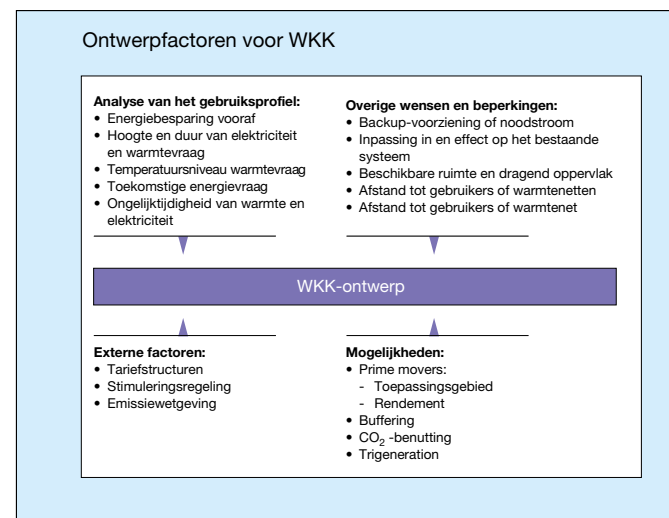 Ontwerpfactoren voor WKK
Analyse van het gebruiksprofiel:
• Energiebesparing vooraf
• Hoogte en duur van elektriciteit
en warmtevraag
• Temperatuursniveau warmtevraag
• Toekomstige energievraag
• Ongelijktijdigheid van warmte en
elektriciteit
Overige wensen en beperkingen:
• Backup-voorziening of noodstroom
• Inpassing in en effect op het bestaande
systeem
• Beschikbare ruimte en dragend oppervlak
• Afstand tot gebruikers of warmtenetten
• Afstand tot gebruikers of warmtenet
WKK-ontwerp
Externe factoren:
• Tariefstructuren
• Stimuleringsregeling
• Emissiewetgeving
Mogelijkheden:
• Prime movers:
- Toepassingsgebied
- Rendement
• Buffering
• CO₂ -benutting
• Trigeneration